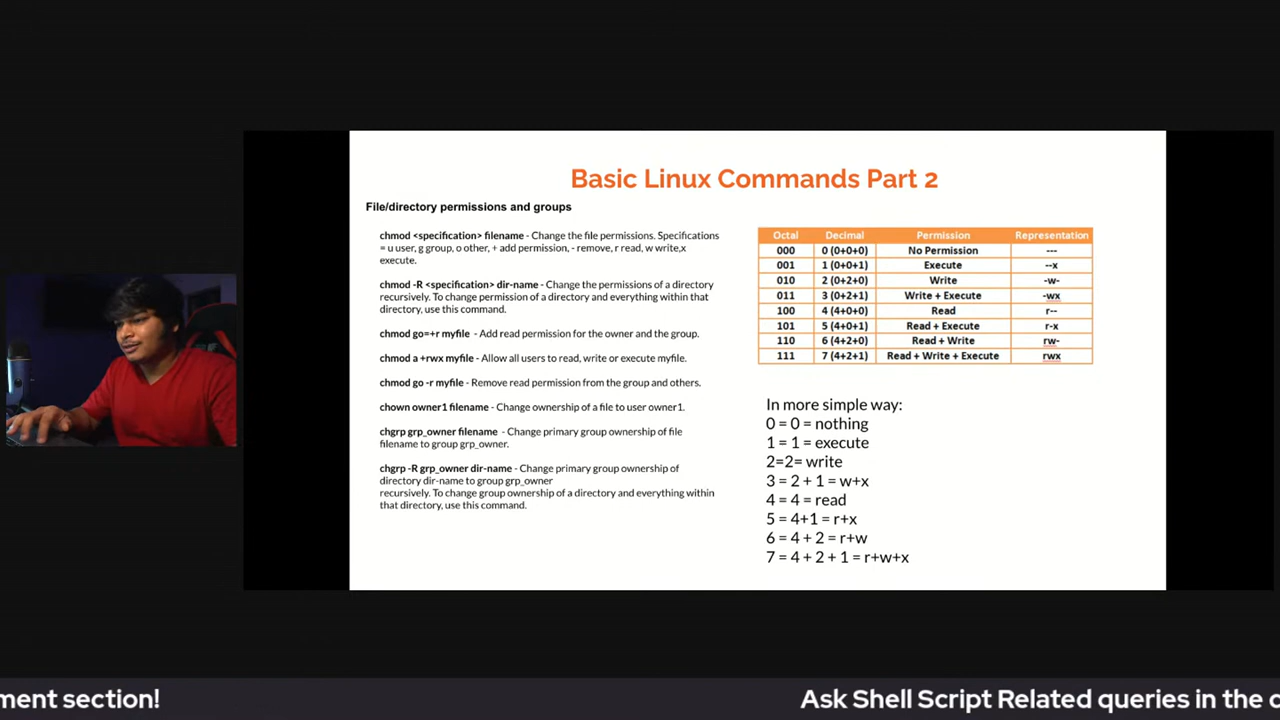 Basic Linux Commands Part 2
File/directory permissions and groups
chmod <specification> filename - Change the file permissions. Specifications
= u user, g group, o other, + add permission, - remove, r read, w write,x
execute.
chmod -R <specification> dir-name - Change the permissions of a directory
recursively. To change permission of a directory and everything within that
directory, use this command.
chmod go=+r myfile - Add read permission for the owner and the group.
chmod a +rwx myfile - Allow all users to read, write or execute myfile.
chmod go -r myfile - Remove read permission from the group and others.
chown owner1 filename - Change ownership of a file to user owner1.
chgrp grp_owner filename - Change primary group ownership of file
filename to group grp_owner.
chgrp -R grp_owner dir-name - Change primary group ownership of
directory dir-name to group grp_owner
recursively. To change group ownership of a directory and everything within
that directory, use this command.
Octal Decimal Permission Representation
000 0 (0+0+0) No Permission ---
001 1 (0+0+1) Execute --x
010 2 (0+2+0) Write -w-
011 3 (0+2+1) Write + Execute -wx
100 4 (4+0+0) Read r--
101 5 (4+0+1) Read + Execute r-x
110 6 (4+2+0) Read + Write rw-
111 7 (4+2+1) Read + Write + Execute rwx
In more simple way:
0 = 0 = nothing
1 = 1 = execute
2=2= write
3 = 2 + 1 = w+x
4 = 4 = read
5 = 4+1 = r+x
6 = 4 + 2 = r+w
7 = 4 + 2 + 1 = r+w+x
ment section! Ask Shell Script Related queries in the c